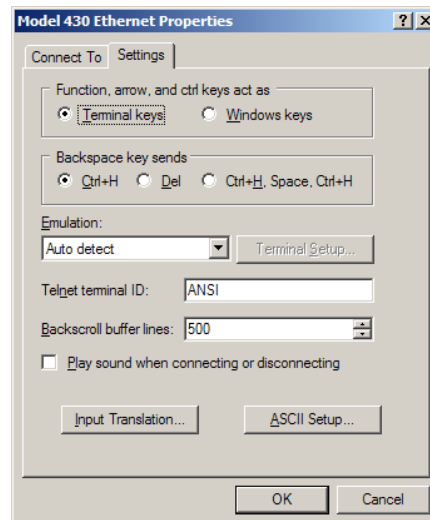 Model 430 Ethernet Properties
Connect To Settings
Function, arrow, and ctrl keys act as
Terminal keys Windows keys
Backspace key sends
Ctrl+H Del Ctrl+H, Space, Ctrl+H
Emulation:
Auto detect Terminal Setup...
Telnet terminal ID: ANSI
Backscroll buffer lines: 500
Play sound when connecting or disconnecting
Input Translation... ASCII Setup...
OK Cancel